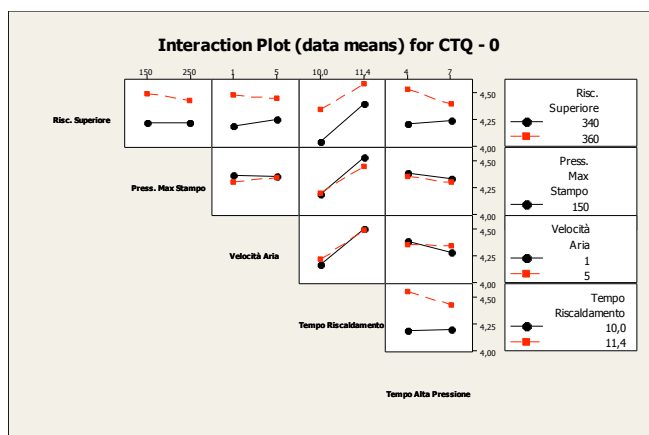 Interaction Plot (data means) for CTQ - 0
150 250 1 5 10,0 11,4 4 7
Risc. Superiore
4,50
4,25
4,00
Risc.
Superiore
340
360
Press. Max Stampo
4,50
4,25
4,00
Press.
Max
Stampo
150
Velocità Aria
4,50
4,25
4,00
Velocità
Aria
1
5
Tempo Riscaldamento
4,50
4,25
4,00
Tempo
Riscaldamento
10,0
11,4
Tempo Alta Pressione